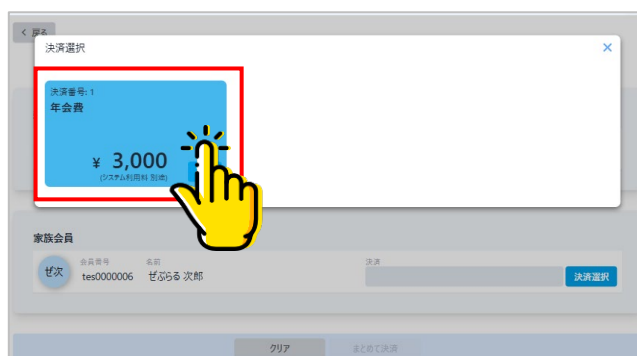 < 戻る
決済選択
×
決済番号: 1
年会費
¥ 3,000
(システム利用料 別途)
家族会員
ぜ次
会員番号 名前 決済
tes0000006 ぜぶらる 次郎
決済選択
クリア まとめて決済